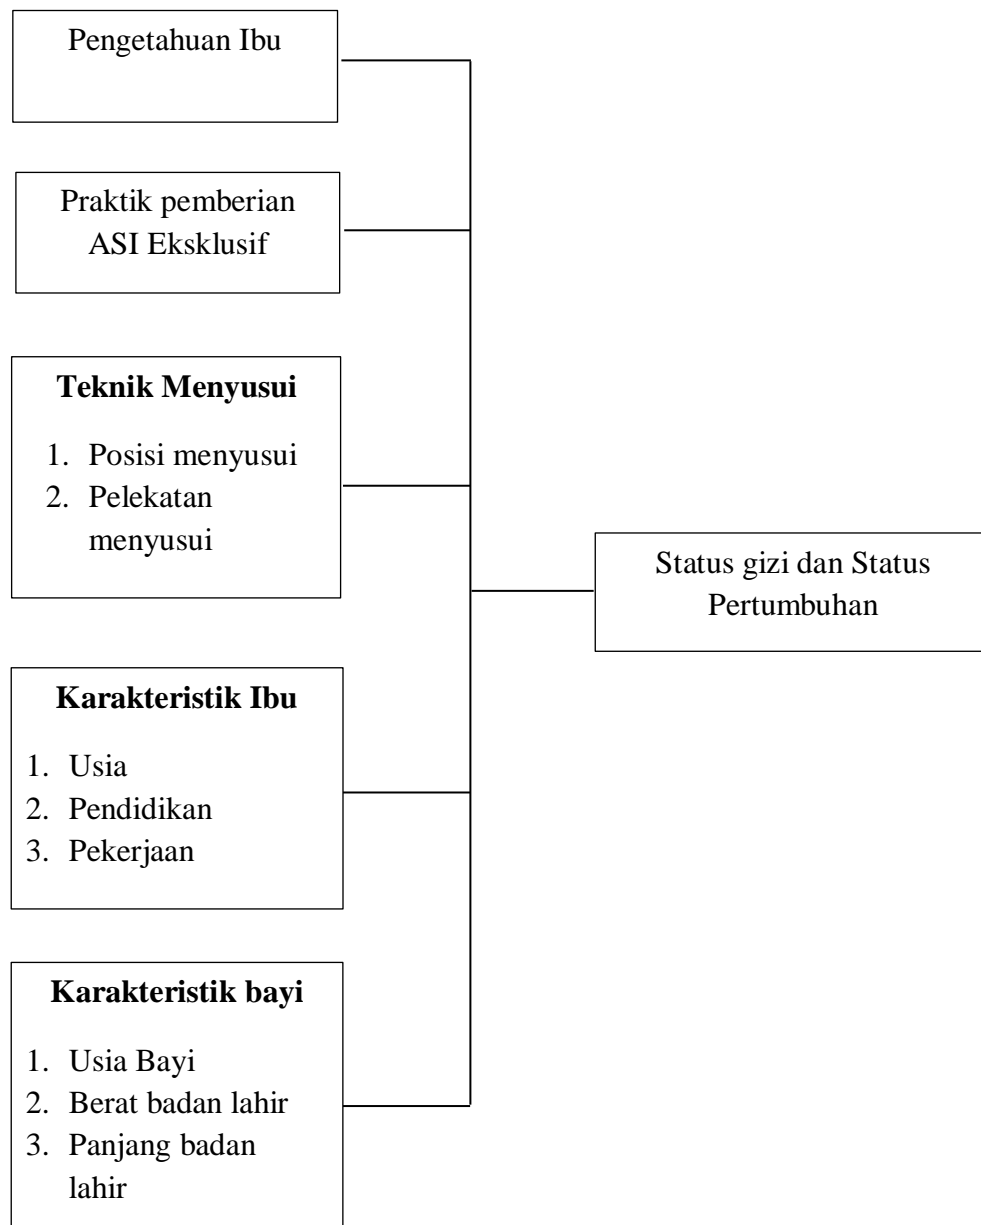 Pengetahuan Ibu
Praktik pemberian
ASI Eksklusif
Teknik Menyusui
1. Posisi menyusui
2. Pelekatan
menyusui
Status gizi dan Status
Pertumbuhan
Karakteristik Ibu
1. Usia
2. Pendidikan
3. Pekerjaan
Karakteristik bayi
1. Usia Bayi
2. Berat badan lahir
3. Panjang badan
lahir